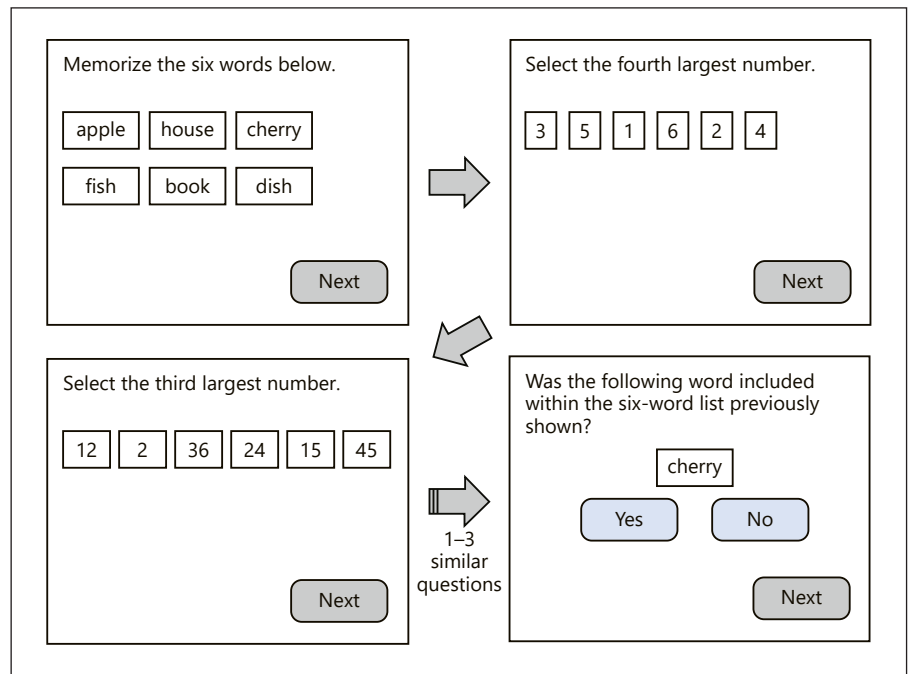 Memorize the six words below.
apple house cherry
fish book dish
Next
Select the fourth largest number.
3 5 1 6 2 4
Next
Select the third largest number.
12 2 36 24 15 45
Next
1–3
similar
questions
Was the following word included
within the six-word list previously
shown?
cherry
Yes No
Next